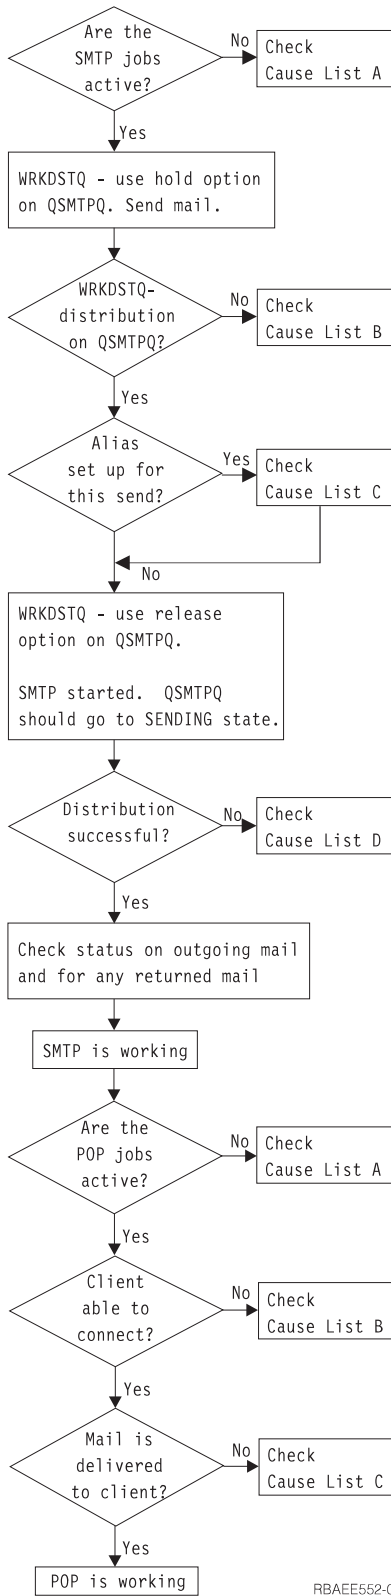 Are the
SMTP jobs
active?
No
Check
Cause List A
Yes
WRKDSTQ - use hold option
on QSMTPQ. Send mail.
WRKDSTQ-
distribution
on QSMTPQ?
No
Check
Cause List B
Yes
Alias
set up for
this send?
Yes
Check
Cause List C
No
WRKDSTQ - use release
option on QSMTPQ.
SMTP started. QSMTPQ
should go to SENDING state.
Distribution
successful?
No
Check
Cause List D
Yes
Check status on outgoing mail
and for any returned mail
SMTP is working
Are the
POP jobs
active?
No
Check
Cause List A
Yes
Client
able to
connect?
No
Check
Cause List B
Yes
Mail is
delivered
to client?
No
Check
Cause List C
Yes
POP is working